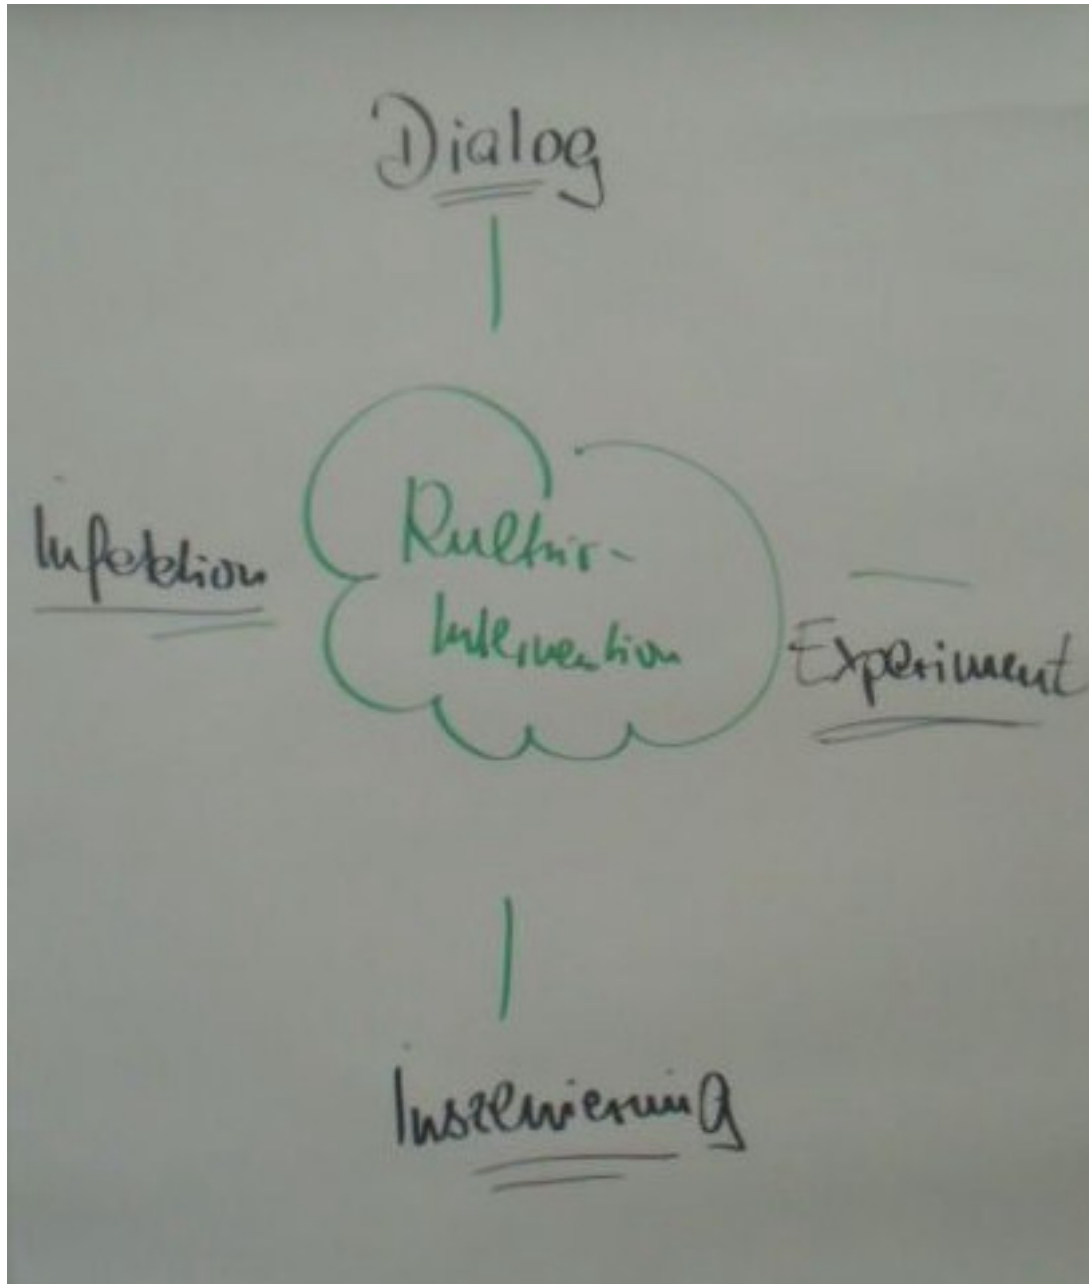 Dialog
Kultur-
Intervention
Infektion
Experiment
Inszenierung